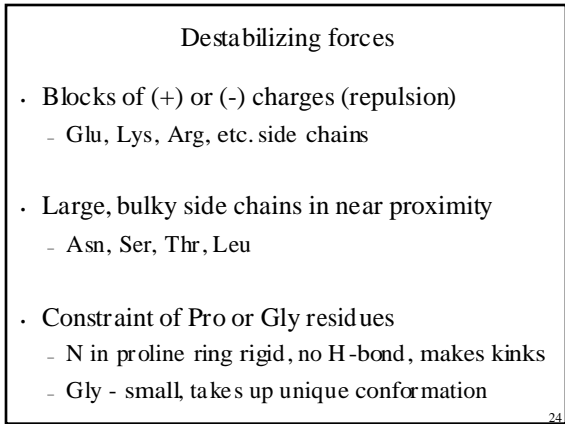 Destabilizing forces
• Blocks of (+) or (-) charges (repulsion)
– Glu, Lys, Arg, etc. side chains
• Large, bulky side chains in near proximity
– Asn, Ser, Thr, Leu
• Constraint of Pro or Gly residues
– N in proline ring rigid, no H-bond, makes kinks
– Gly - small, takes up unique conformation
24